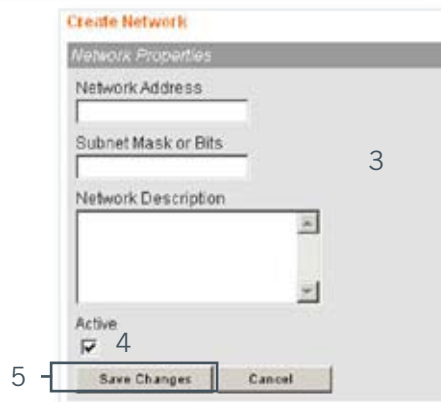 Create Network
Network Properties
Network Address
Subnet Mask or Bits
3
Network Description
Active
4
5
Save Changes Cancel